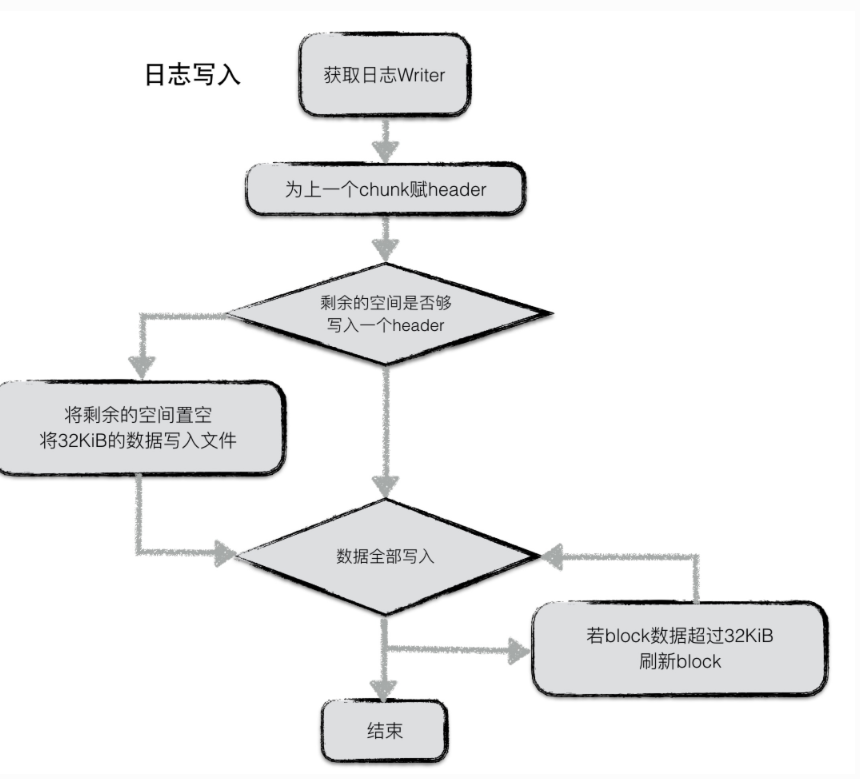 日志写入
获取日志Writer
为上一个chunk赋header
剩余的空间是否够
写入一个header
将剩余的空间置空
将32KiB的数据写入文件
数据全部写入
若block数据超过32KiB
刷新block
结束